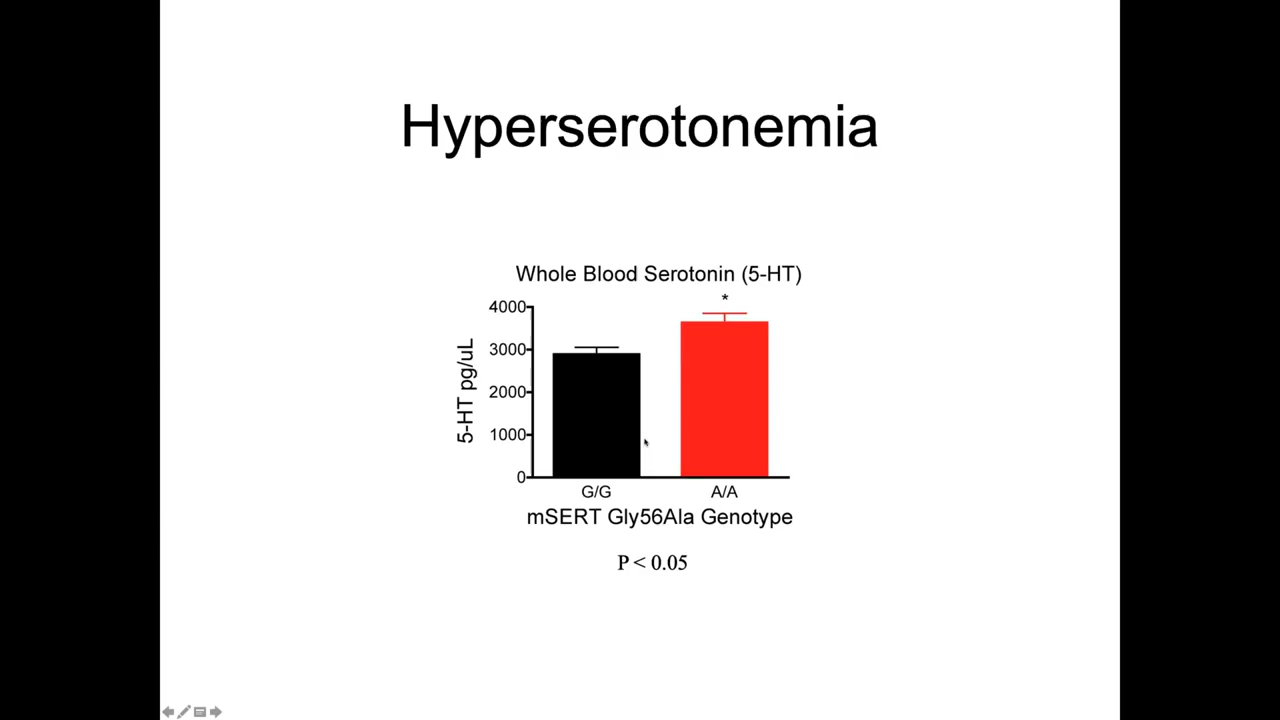 Hyperserotonemia
Whole Blood Serotonin (5-HT)
*
4000
3000
2000
1000
0
5-HT pg/uL
G/G A/A
mSERT Gly56Ala Genotype
P < 0.05